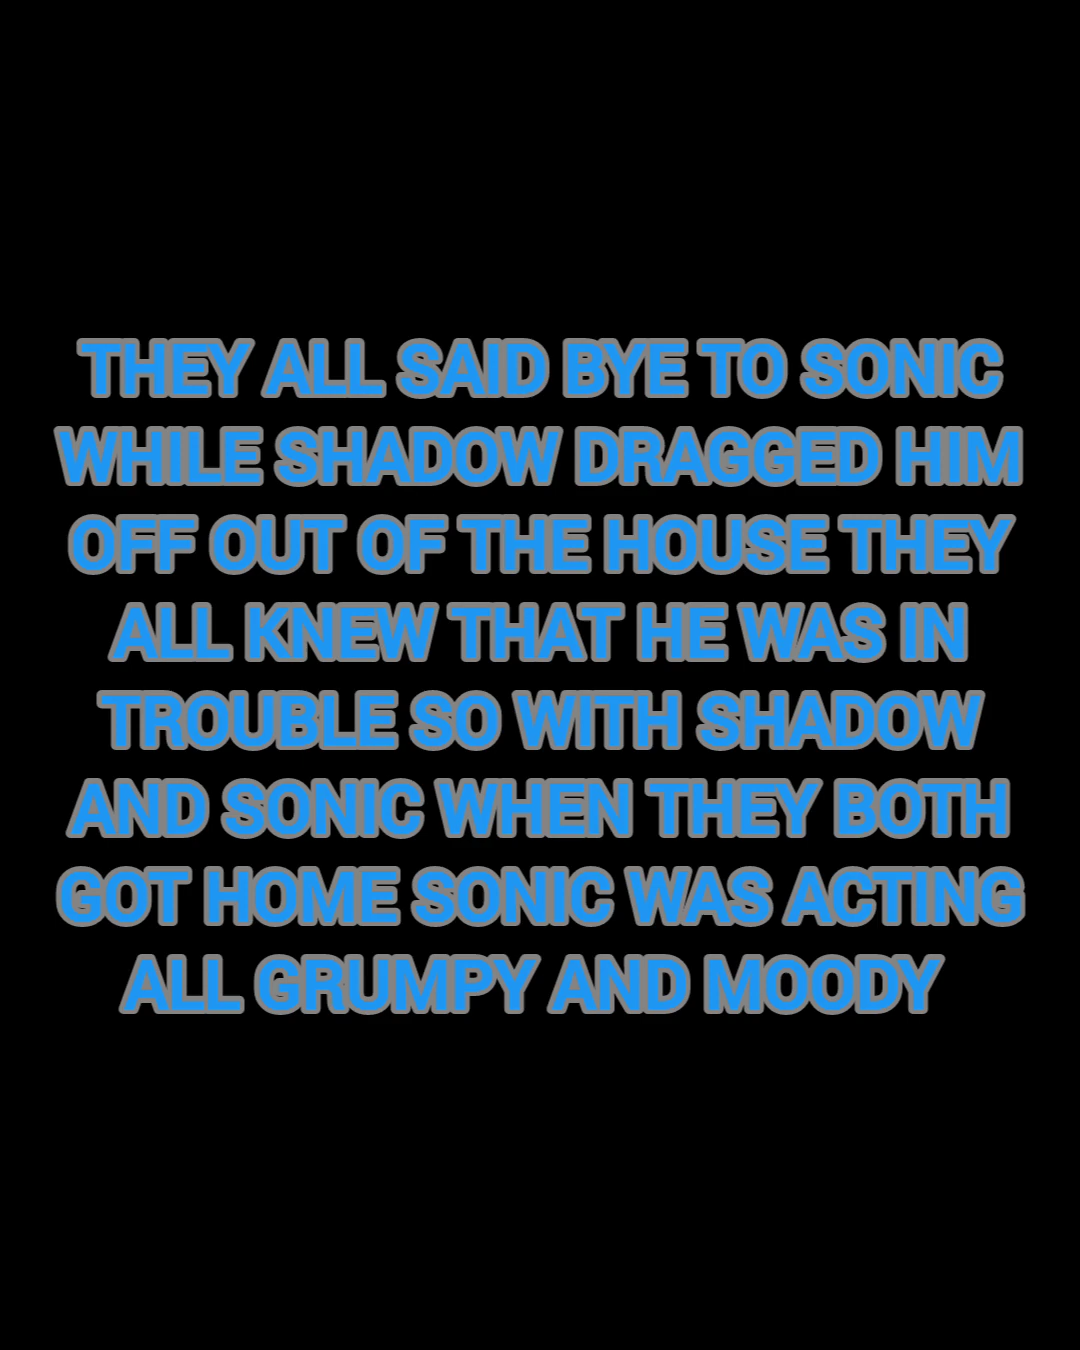 THEY ALL SAID BYE TO SONIC
WHILE SHADOW DRAGGED HIM
OFF OUT OF THE HOUSE THEY
ALL KNEW THAT HE WAS IN
TROUBLE SO WITH SHADOW
AND SONIC WHEN THEY BOTH
GOT HOME SONIC WAS ACTING
ALL GRUMPY AND MOODY